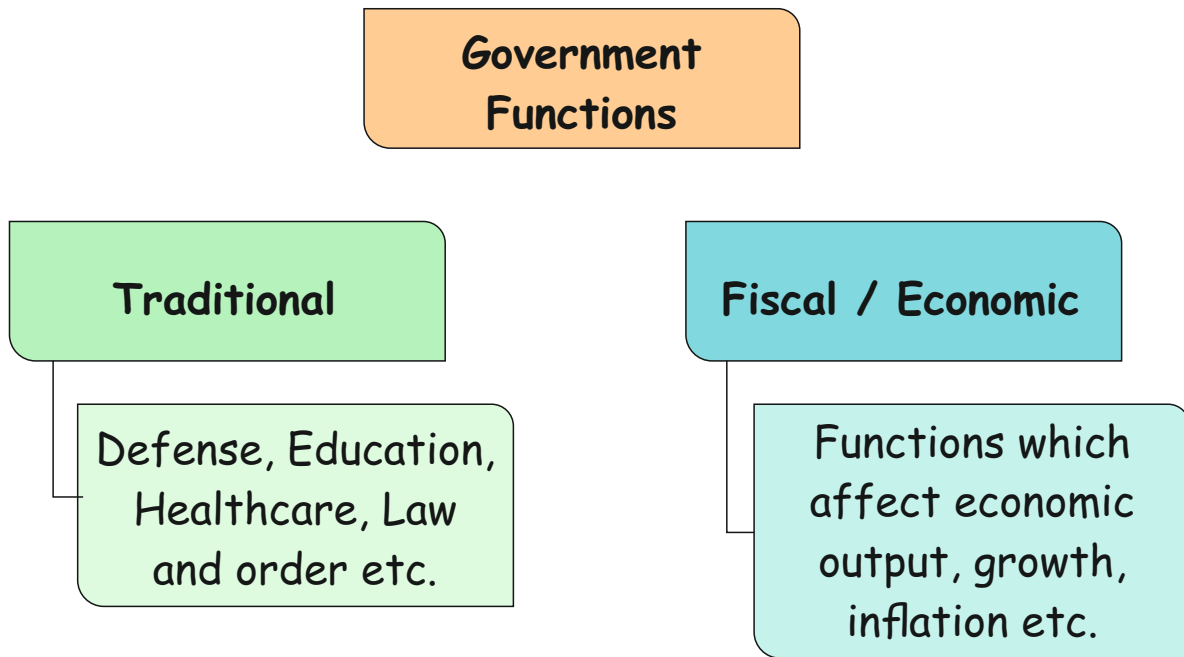 Government
Functions
Traditional
Defense, Education,
Healthcare, Law
and order etc.
Fiscal / Economic
Functions which
affect economic
output, growth,
inflation etc.